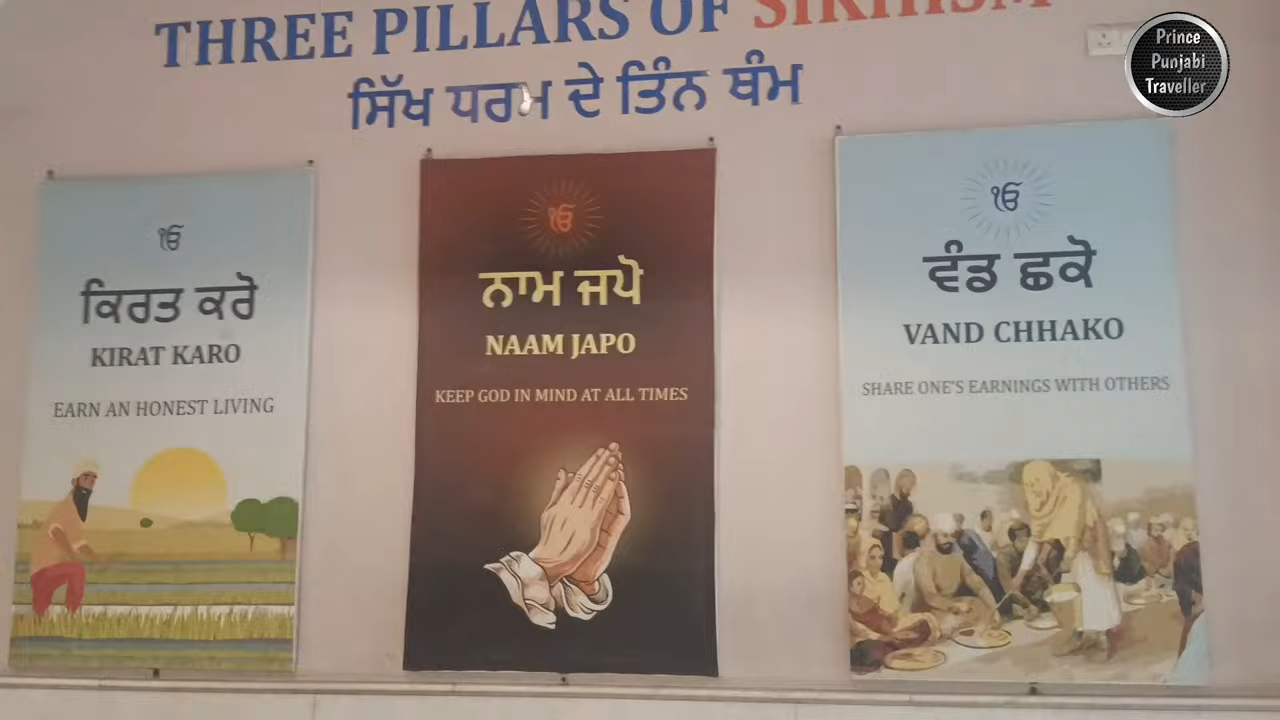 THREE PILLARS OF SIKHISM
ਸਿੱਖ ਧਰਮ ਦੇ ਤਿੰਨ ਥੰਮ
Prince
Punjabi
Traveller
ੴ
ਕਿਰਤ ਕਰੋ
KIRAT KARO
EARN AN HONEST LIVING
ੴ
ਨਾਮ ਜਪੋ
NAAM JAPO
KEEP GOD IN MIND AT ALL TIMES
ੴ
ਵੰਡ ਛਕੋ
VAND CHHAKO
SHARE ONE'S EARNINGS WITH OTHERS